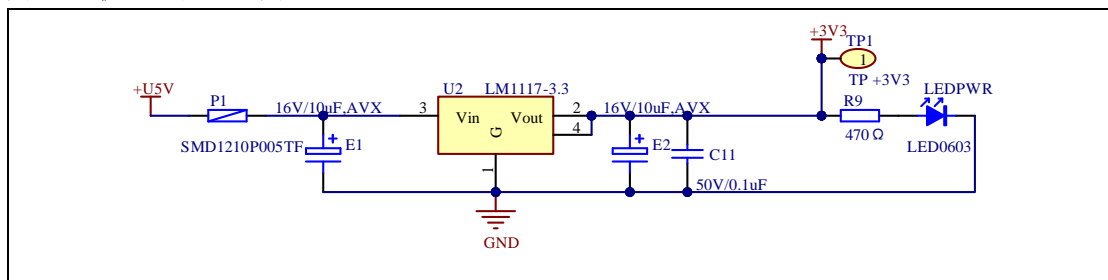 +3V3
TP1
1
TP +3V3
+U5V
P1
16V/10uF,AVX
3
U2
LM1117-3.3
Vin
Vout
G
1
2
4
16V/10uF,AVX
R9
470Ω
LEDPWR
LED0603
SMD1210P005TF
E1
E2
C11
50V/0.1uF
GND